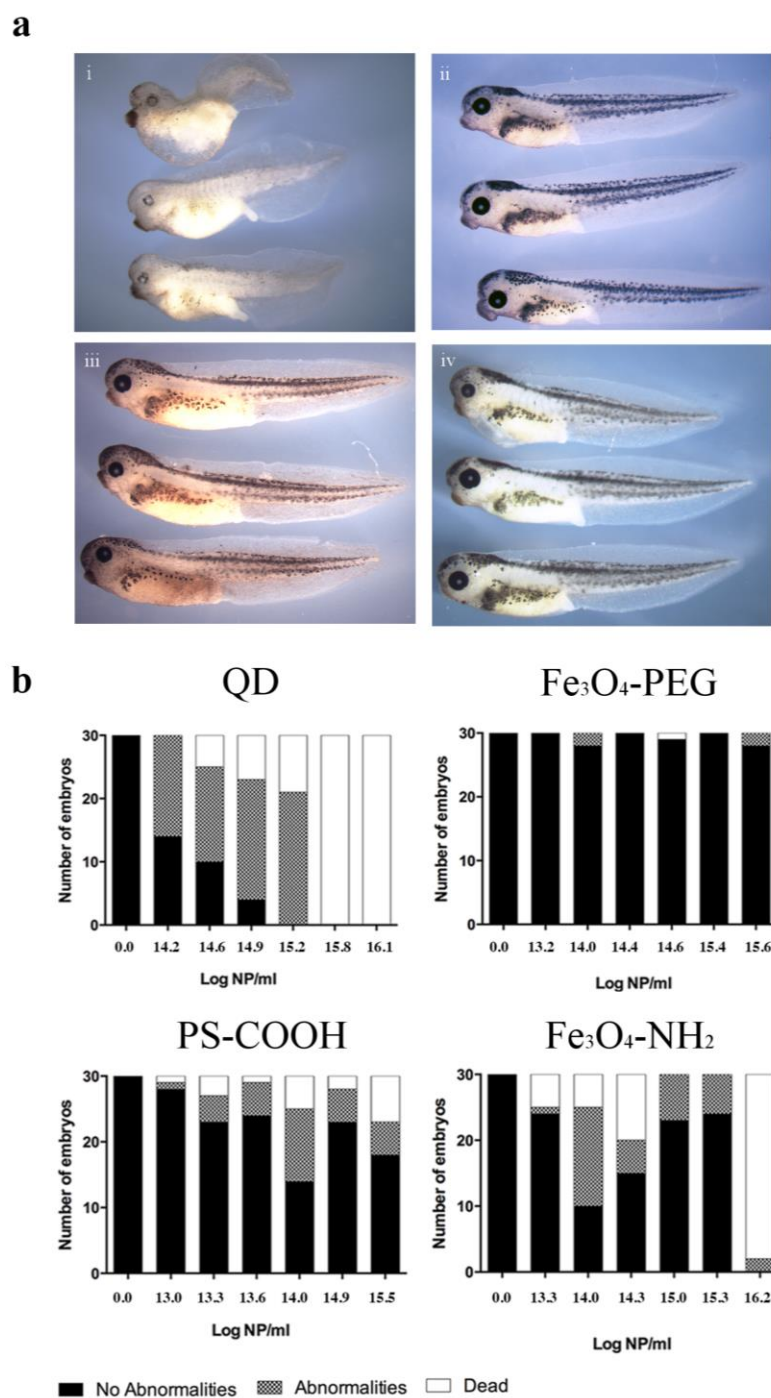 a
i
ii
iii
iv
b
QD
Number of embryos
30
20
10
0
0.0 14.2 14.6 14.9 15.2 15.8 16.1
Log NP/ml
Fe₃O₄-PEG
Number of embryos
30
20
10
0
0.0 13.2 14.0 14.4 14.6 15.4 15.6
Log NP/ml
PS-COOH
Number of embryos
30
20
10
0
0.0 13.0 13.3 13.6 14.0 14.9 15.5
Log NP/ml
Fe₃O₄-NH₂
Number of embryos
30
20
10
0
0.0 13.3 14.0 14.3 15.0 15.3 16.2
Log NP/ml
No Abnormalities Abnormalities Dead